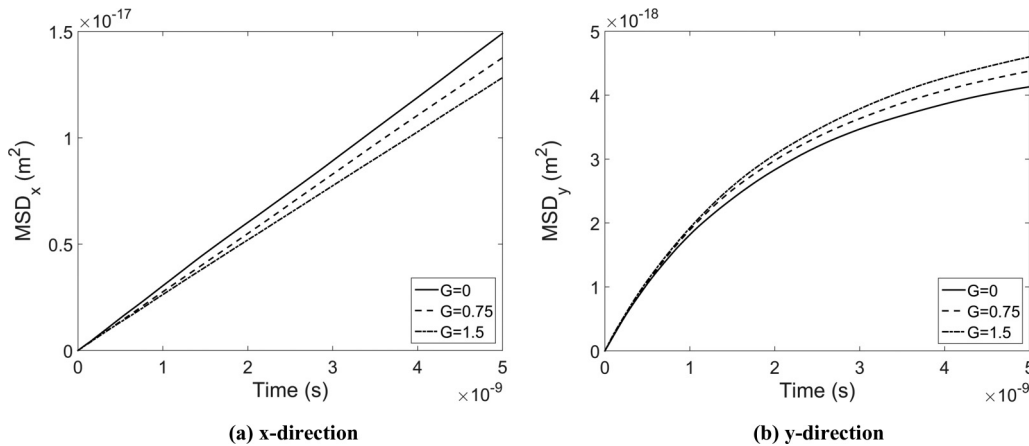 ×10⁻¹⁷
1.5
1
0.5
0
MSDₓ (m²)
0 1 2 3 4 5
Time (s)
×10⁻⁹
G=0
G=0.75
G=1.5
(a) x-direction
×10⁻¹⁸
5
4
3
2
1
0
MSD_y (m²)
0 1 2 3 4 5
Time (s)
×10⁻⁹
G=0
G=0.75
G=1.5
(b) y-direction